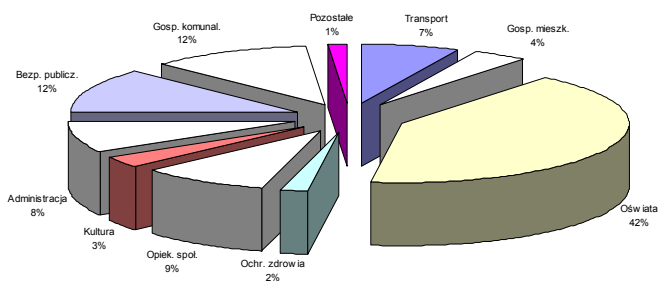 Pozostałe
1%
Transport
7%
Gosp. mieszk.
4%
Oświata
42%
Ochr. zdrowia
2%
Opiek. społ.
9%
Kultura
3%
Administracja
8%
Bezp. publicz.
12%
Gosp. komunal.
12%